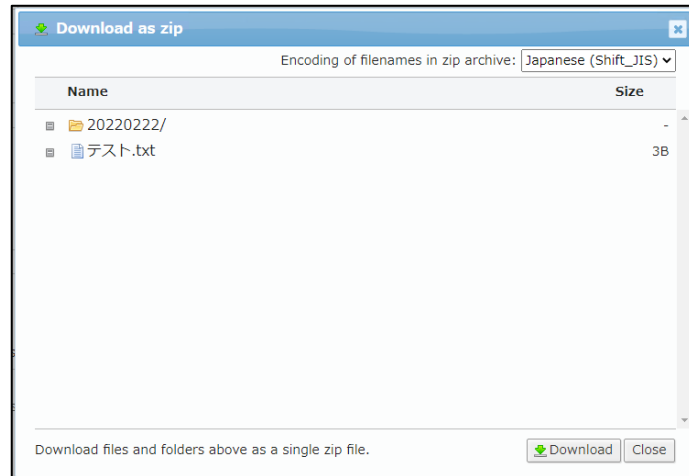 Download as zip
Encoding of filenames in zip archive: Japanese (Shift_JIS)
Name Size
20220222/ -
テスト.txt 3B
Download files and folders above as a single zip file. Download Close